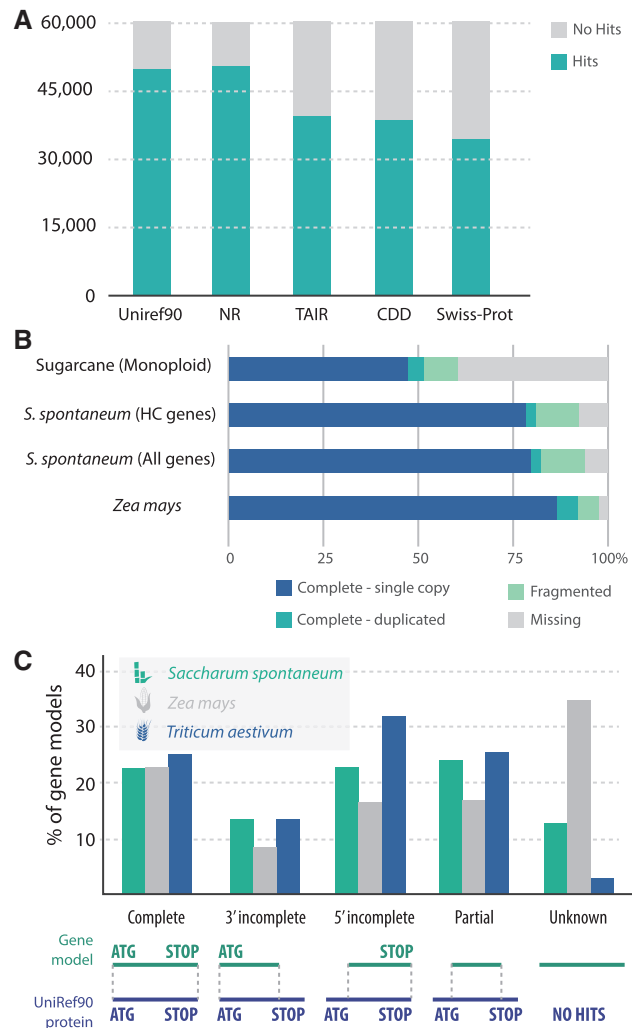 A
60,000
45,000
30,000
15,000
0
No Hits
Hits
Uniref90 NR TAIR CDD Swiss-Prot
B
Sugarcane (Monoploid)
S. spontaneum (HC genes)
S. spontaneum (All genes)
Zea mays
0 25 50 75 100%
Complete - single copy Fragmented
Complete - duplicated Missing
C
% of gene models
40
30
20
10
Saccharum spontaneum
Zea mays
Triticum aestivum
Complete 3′ incomplete 5′ incomplete Partial Unknown
Gene model
ATG STOP ATG STOP
UniRef90 protein
ATG STOP ATG STOP ATG STOP ATG STOP NO HITS